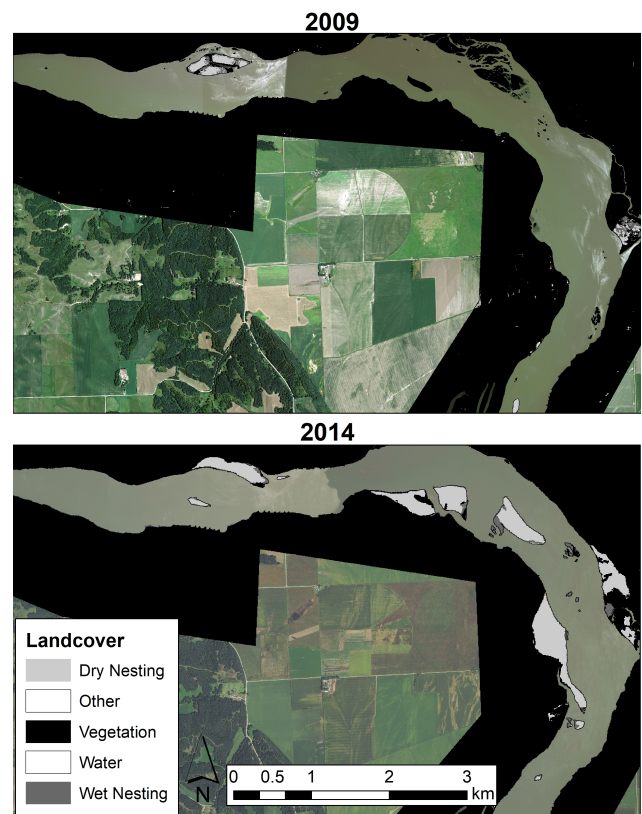 2009
2014
Landcover
Dry Nesting
Other
Vegetation
Water
Wet Nesting
N
0 0.5 1 2 3
km